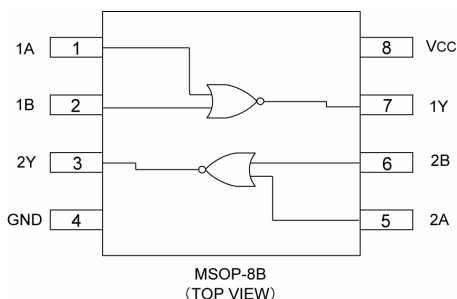 1A 1 8 VCC
1B 2 7 1Y
2Y 3 6 2B
GND 4 5 2A
MSOP-8B
(TOP VIEW)